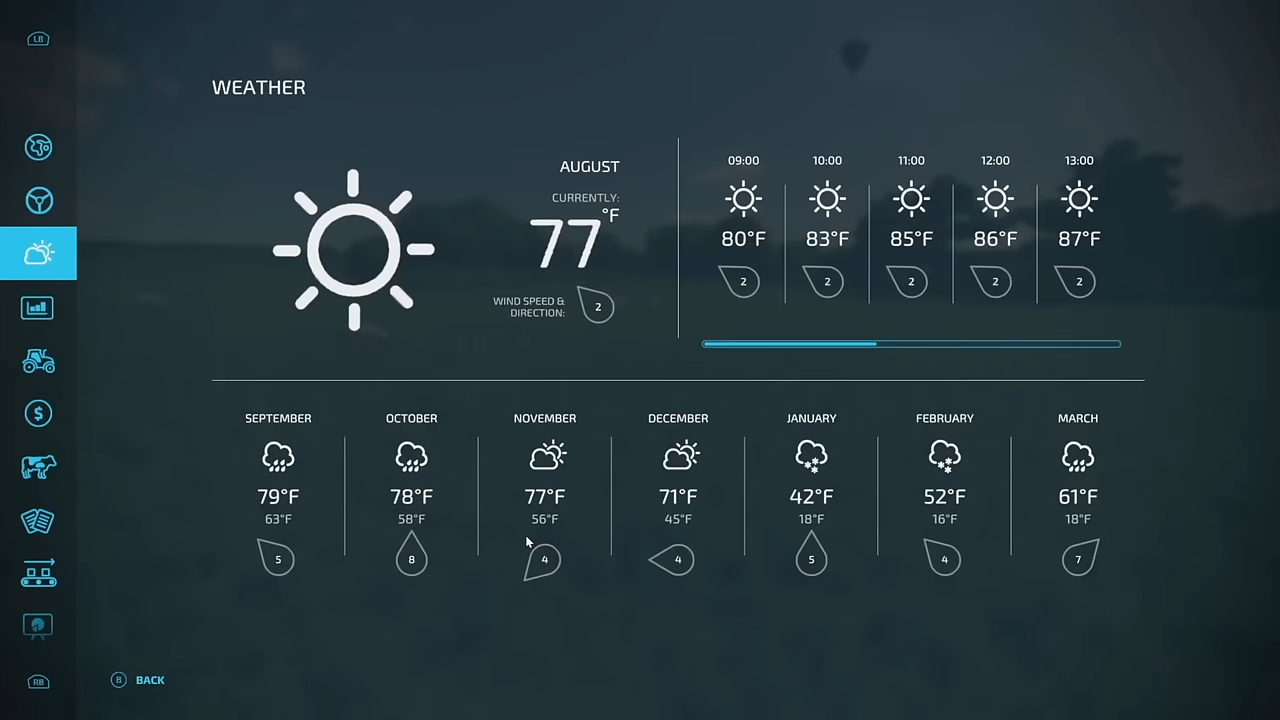 LB
WEATHER
AUGUST
CURRENTLY:
77°F
WIND SPEED &
DIRECTION:
2
09:00 10:00 11:00 12:00 13:00
80°F 83°F 85°F 86°F 87°F
2 2 2 2 2
SEPTEMBER OCTOBER NOVEMBER DECEMBER JANUARY FEBRUARY MARCH
79°F 78°F 77°F 71°F 42°F 52°F 61°F
63°F 58°F 56°F 45°F 18°F 16°F 18°F
5 8 4 4 5 4 7
$
RB
B BACK